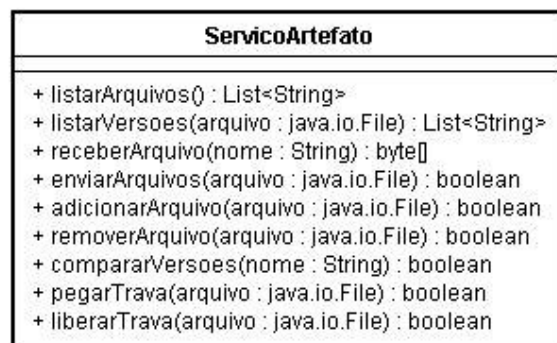 ServicoArtefato
+ listarArquivos() : List<String>
+ listarVersoes(arquivo : java.io.File) : List<String>
+ receberArquivo(nome : String) : byte[]
+ enviarArquivos(arquivo : java.io.File) : boolean
+ adicionarArquivo(arquivo : java.io.File) : boolean
+ removerArquivo(arquivo : java.io.File) : boolean
+ compararVersoes(nome : String) : boolean
+ pegarTrava(arquivo : java.io.File) : boolean
+ liberarTrava(arquivo : java.io.File) : boolean